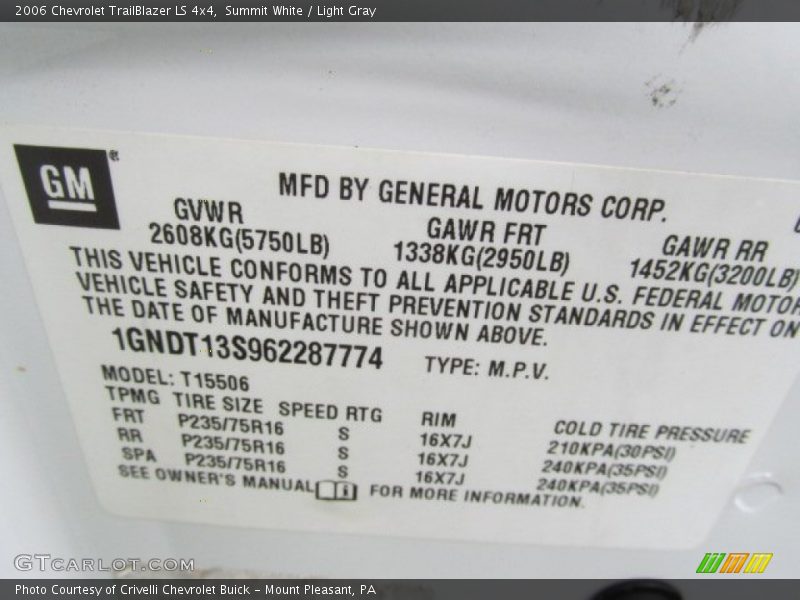 2006 Chevrolet TrailBlazer LS 4x4, Summit White / Light Gray
GM®
MFD BY GENERAL MOTORS CORP.
GVWR GAWR FRT GAWR RR
2608KG(5750LB) 1338KG(2950LB) 1452KG(3200LB)
THIS VEHICLE CONFORMS TO ALL APPLICABLE U.S. FEDERAL MOTOR
VEHICLE SAFETY AND THEFT PREVENTION STANDARDS IN EFFECT ON
THE DATE OF MANUFACTURE SHOWN ABOVE.
1GNDT13S962287774 TYPE: M.P.V.
MODEL: T15506
TPMG TIRE SIZE SPEED RTG RIM COLD TIRE PRESSURE
FRT P235/75R16 S 16X7J 210KPA(30PSI)
RR P235/75R16 S 16X7J 240KPA(35PSI)
SPA P235/75R16 S 16X7J 240KPA(35PSI)
SEE OWNER'S MANUAL FOR MORE INFORMATION.
GTCARLOT.COM
Photo Courtesy of Crivelli Chevrolet Buick - Mount Pleasant, PA